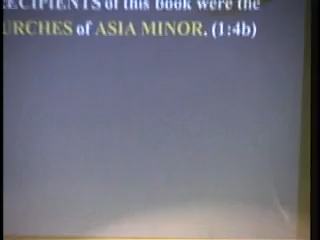 RECIPIENTS of this book were the
URCHES of ASIA MINOR. (1:4b)